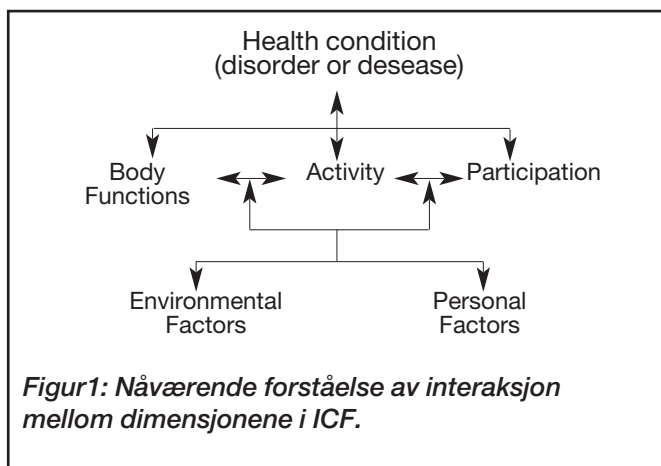 Health condition
(disorder or desease)
Body Functions
Activity
Participation
Environmental Factors
Personal Factors
Figur1: Nåværende forståelse av interaksjon
mellom dimensjonene i ICF.